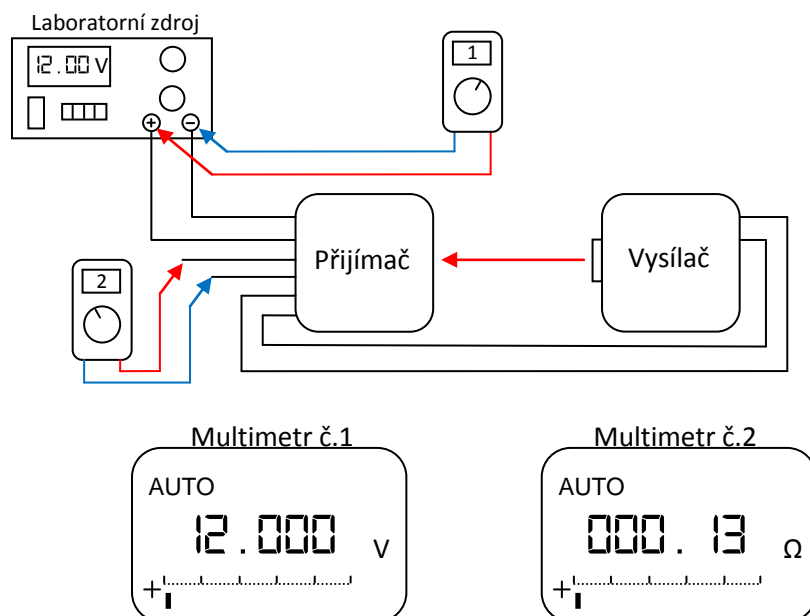 Laboratorní zdroj
12.00 V
1
+ −
Přijímač
Vysílač
2
Multimetr č.1
AUTO
12.000 V
+
Multimetr č.2
AUTO
000.13 Ω
+